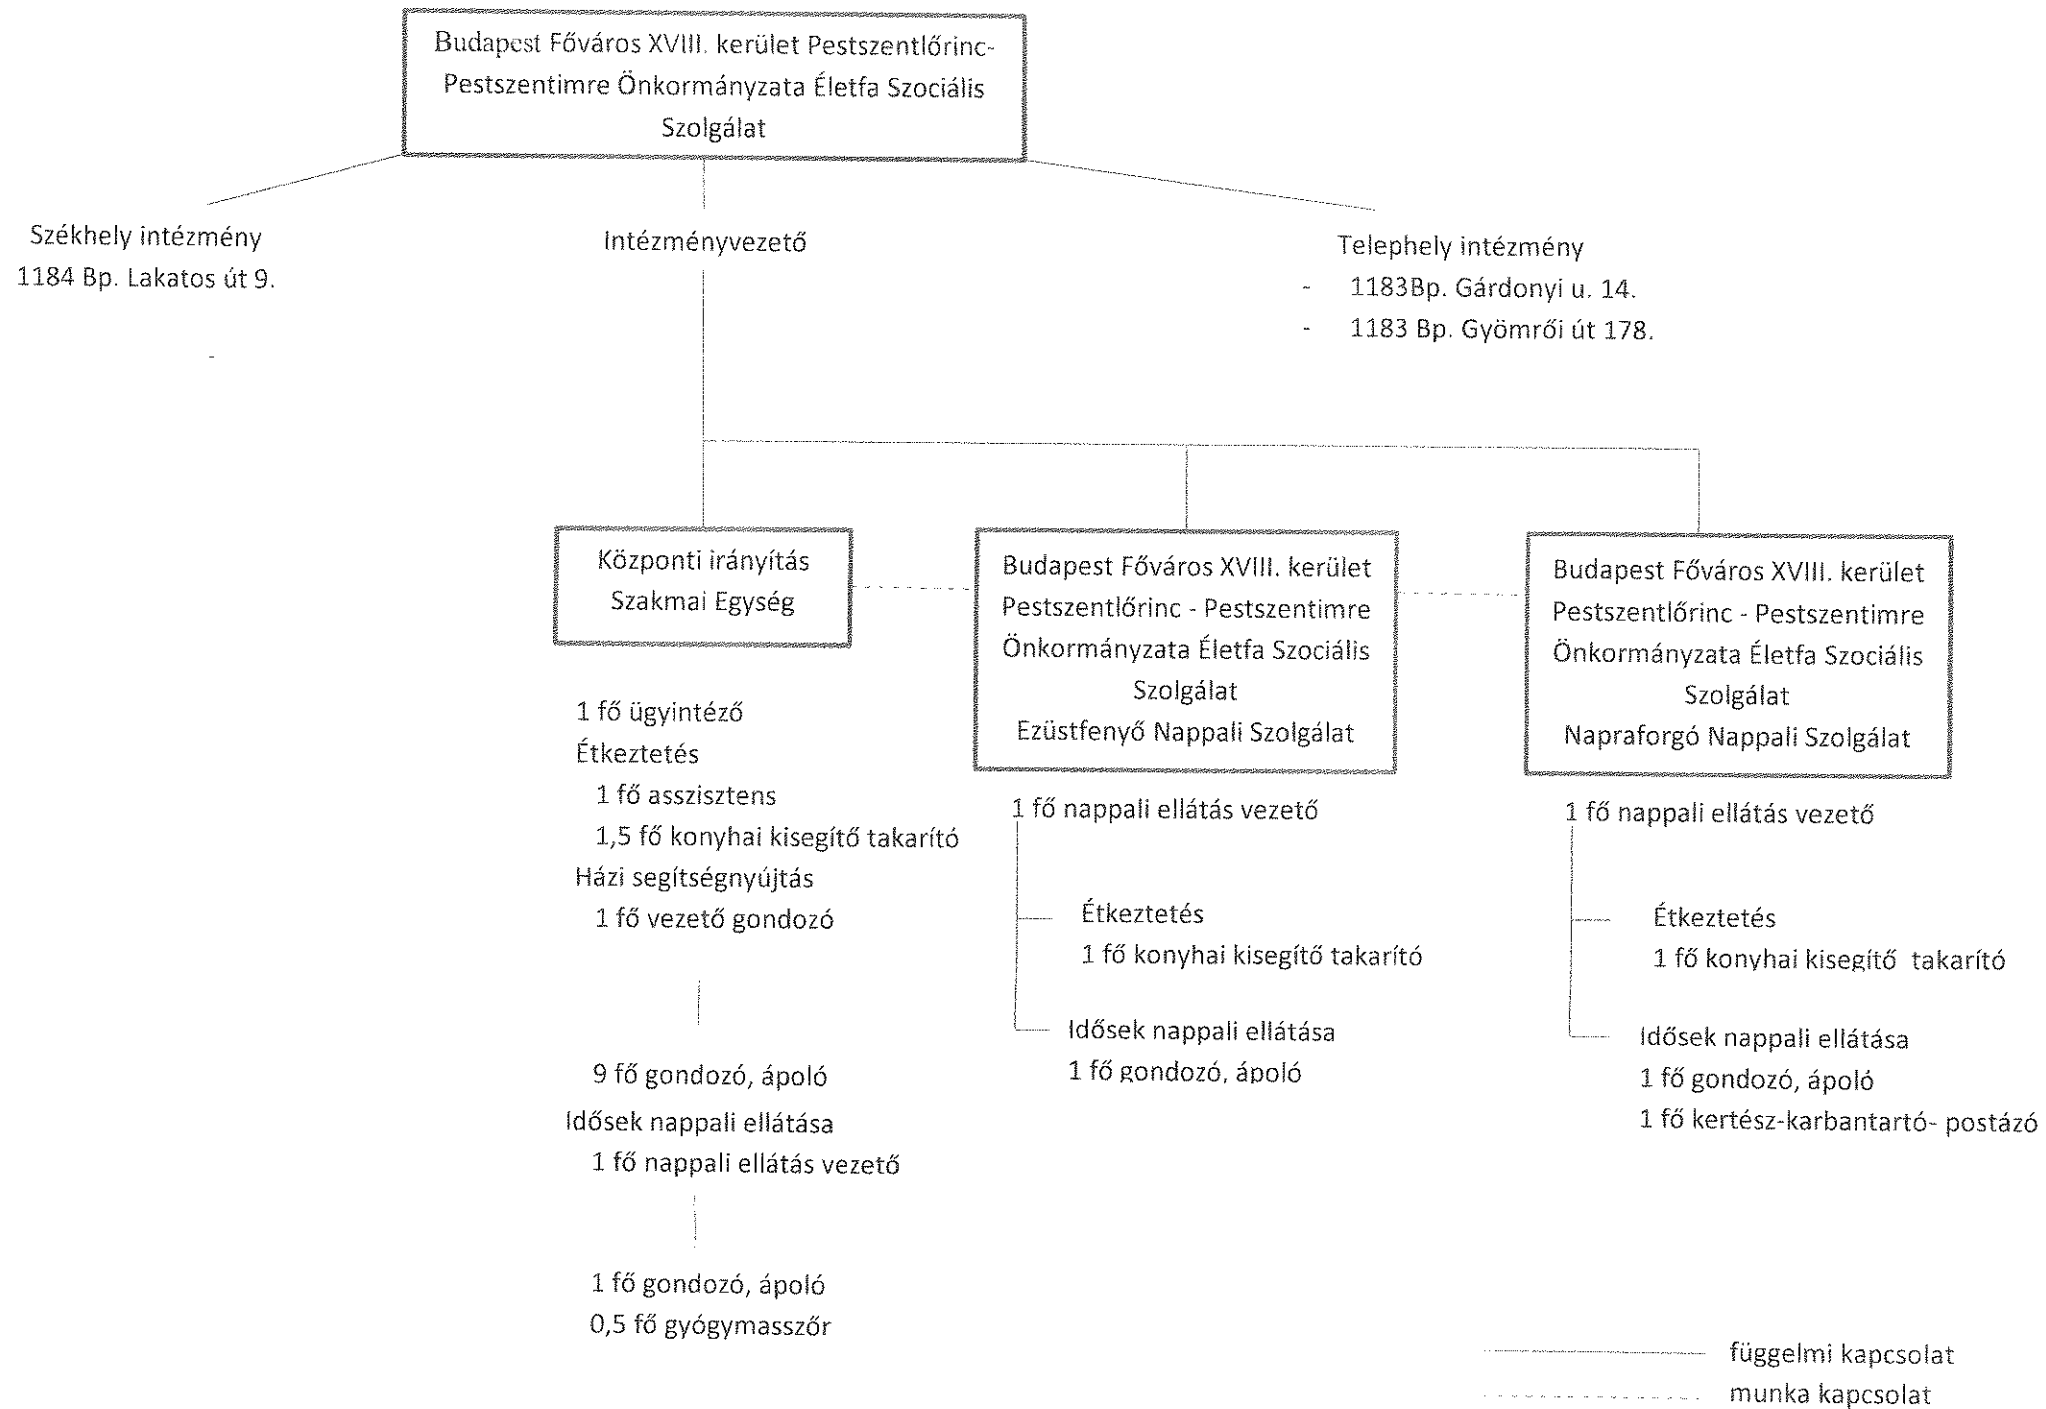 Budapest Főváros XVIII. kerület Pestszentlőrinc-
Pestszentimre Önkormányzata Életfa Szociális
Szolgálat
Székhely intézmény
1184 Bp. Lakatos út 9.
-
Intézményvezető
Telephely intézmény
- 1183Bp. Gárdonyi u. 14.
- 1183 Bp. Gyömrői út 178.
Központi irányítás
Szakmai Egység
1 fő ügyintéző
Étkeztetés
1 fő asszisztens
1,5 fő konyhai kisegítő takarító
Házi segítségnyújtás
1 fő vezető gondozó
9 fő gondozó, ápoló
Idősek nappali ellátása
1 fő nappali ellátás vezető
1 fő gondozó, ápoló
0,5 fő gyógymasszőr
Budapest Főváros XVIII. kerület
Pestszentlőrinc - Pestszentimre
Önkormányzata Életfa Szociális
Szolgálat
Ezüstfenyő Nappali Szolgálat
1 fő nappali ellátás vezető
Étkeztetés
1 fő konyhai kisegítő takarító
Idősek nappali ellátása
1 fő gondozó, ápoló
Budapest Főváros XVIII. kerület
Pestszentlőrinc - Pestszentimre
Önkormányzata Életfa Szociális
Szolgálat
Napraforgó Nappali Szolgálat
1 fő nappali ellátás vezető
Étkeztetés
1 fő konyhai kisegítő takarító
Idősek nappali ellátása
1 fő gondozó, ápoló
1 fő kertész-karbantartó- postázó
függelmi kapcsolat
munka kapcsolat